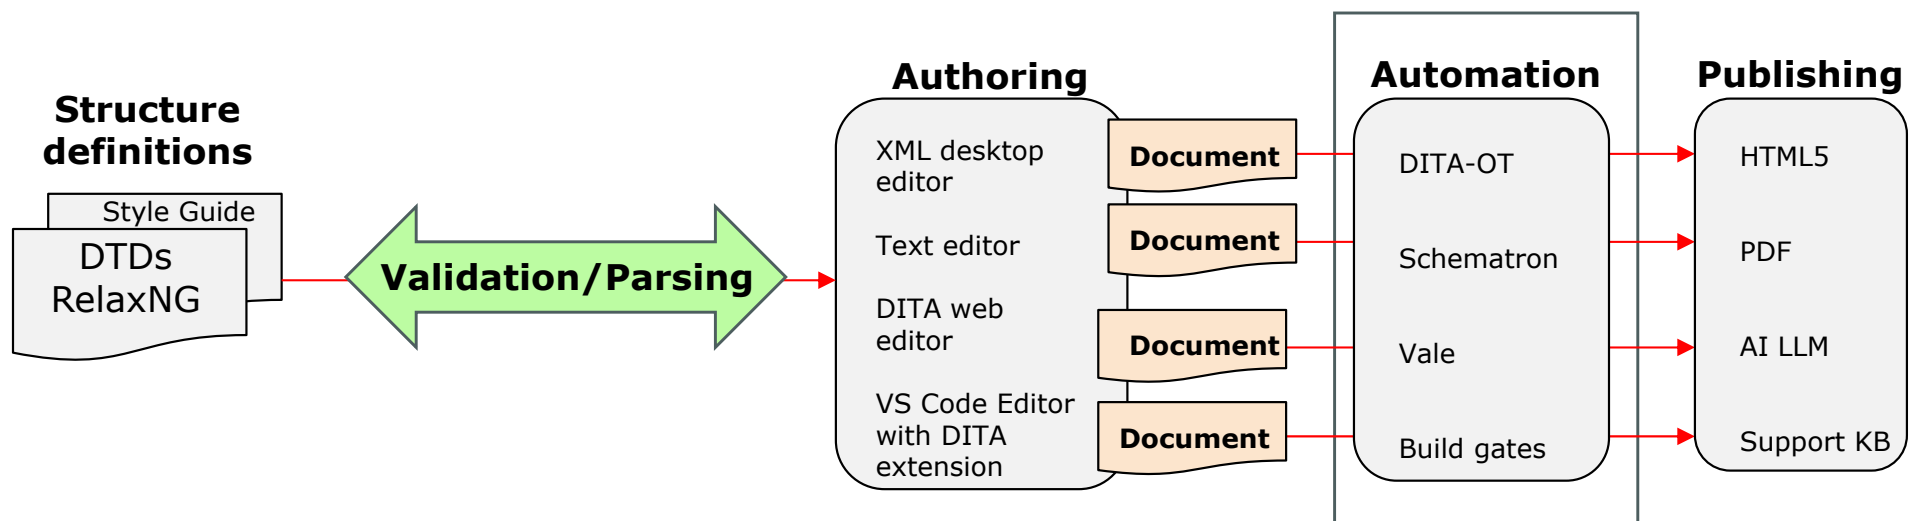 Structure
definitions
Style Guide
DTDs
RelaxNG
Validation/Parsing
Authoring
XML desktop
editor
Text editor
DITA web
editor
VS Code Editor
with DITA
extension
Document
Document
Document
Document
Automation
DITA-OT
Schematron
Vale
Build gates
Publishing
HTML5
PDF
AI LLM
Support KB